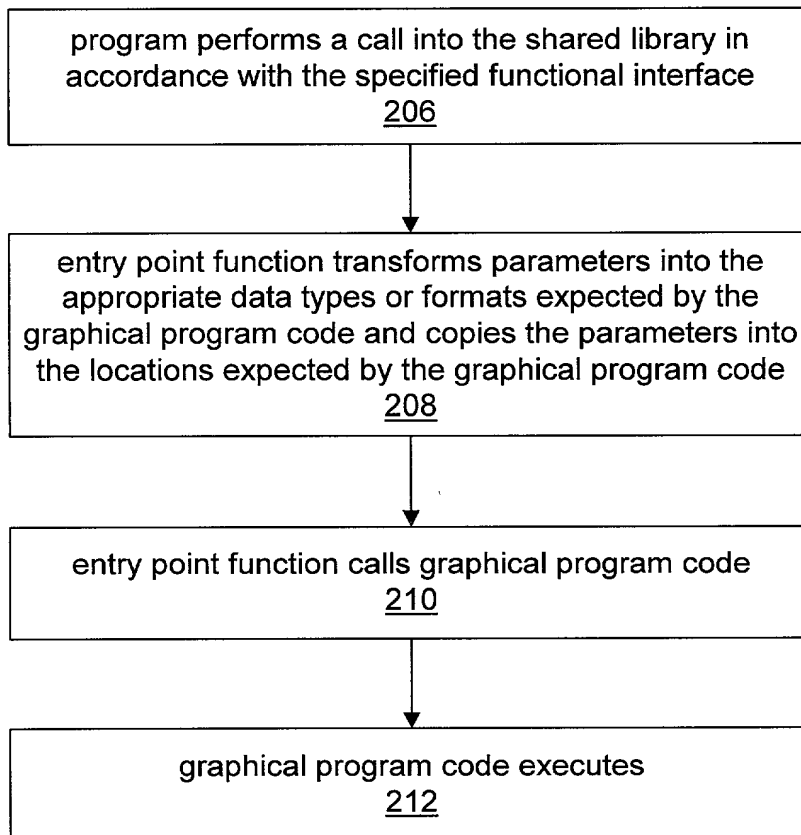 program performs a call into the shared library in
accordance with the specified functional interface
206
entry point function transforms parameters into the
appropriate data types or formats expected by the
graphical program code and copies the parameters into
the locations expected by the graphical program code
208
entry point function calls graphical program code
210
graphical program code executes
212